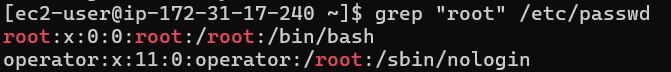 [ec2-user@ip-172-31-17-240 ~]$ grep "root" /etc/passwd
root:x:0:0:root:/root:/bin/bash
operator:x:11:0:operator:/root:/sbin/nologin